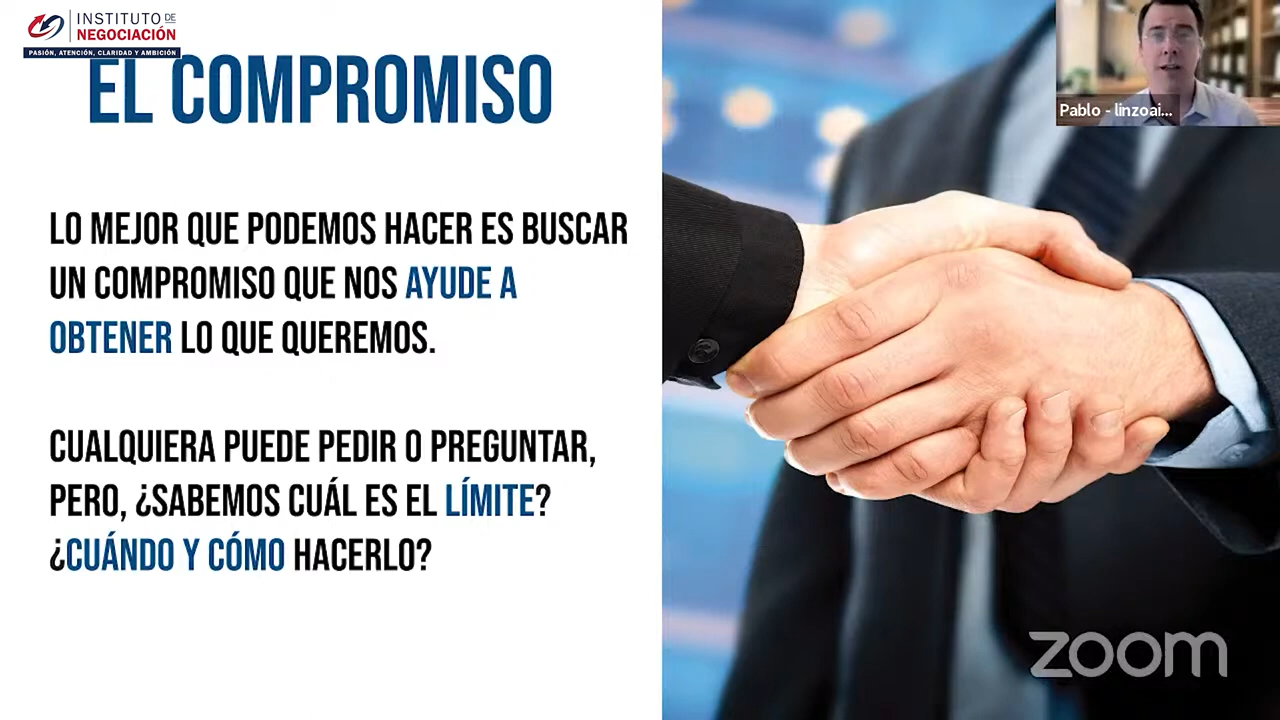 INSTITUTO DE
NEGOCIACIÓN
PASIÓN, ATENCIÓN, CLARIDAD Y AMBICIÓN
EL COMPROMISO
Pablo - linzoai...
LO MEJOR QUE PODEMOS HACER ES BUSCAR
UN COMPROMISO QUE NOS AYUDE A
OBTENER LO QUE QUEREMOS.
CUALQUIERA PUEDE PEDIR O PREGUNTAR,
PERO, ¿SABEMOS CUÁL ES EL LÍMITE?
¿CUÁNDO Y CÓMO HACERLO?
zoom